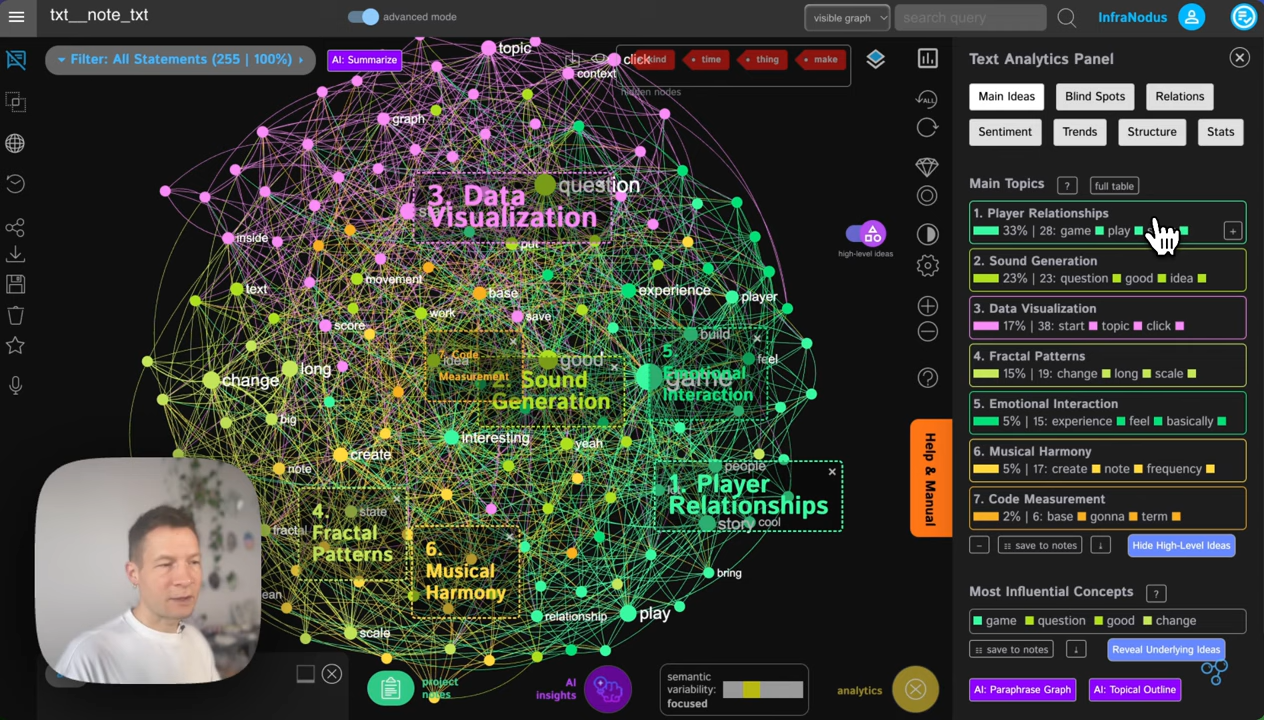 txt__note_txt
advanced mode
visible graph
search query
InfraNodus
Filter: All Statements (255 | 100%)
AI: Summarize
kind
time
thing
make
hidden nodes
topic
click
context
graph
question
3. Data
Visualization
put
inside
movement
text
base
experience
player
work
save
score
build
7. Code
Measurement
idea
good
2. Sound
Generation
5.
Emotional
Interaction
feel
game
change
long
big
interesting
yeah
create
note
people
1. Player
Relationships
story
cool
4.
Fractal
Patterns
state
fractal
6.
Musical
Harmony
bring
ean
relationship
play
scale
high-level ideas
Help & Manual
project
notes
AI
insights
semantic
variability:
focused
analytics
Text Analytics Panel
Main Ideas
Blind Spots
Relations
Sentiment
Trends
Structure
Stats
Main Topics ? full table
1. Player Relationships
33% | 28: game play
2. Sound Generation
23% | 23: question good idea
3. Data Visualization
17% | 38: start topic click
4. Fractal Patterns
15% | 19: change long scale
5. Emotional Interaction
5% | 15: experience feel basically
6. Musical Harmony
5% | 17: create note frequency
7. Code Measurement
2% | 6: base gonna term
save to notes
Hide High-Level Ideas
Most Influential Concepts ?
game question good change
save to notes
Reveal Underlying Ideas
AI: Paraphrase Graph
AI: Topical Outline